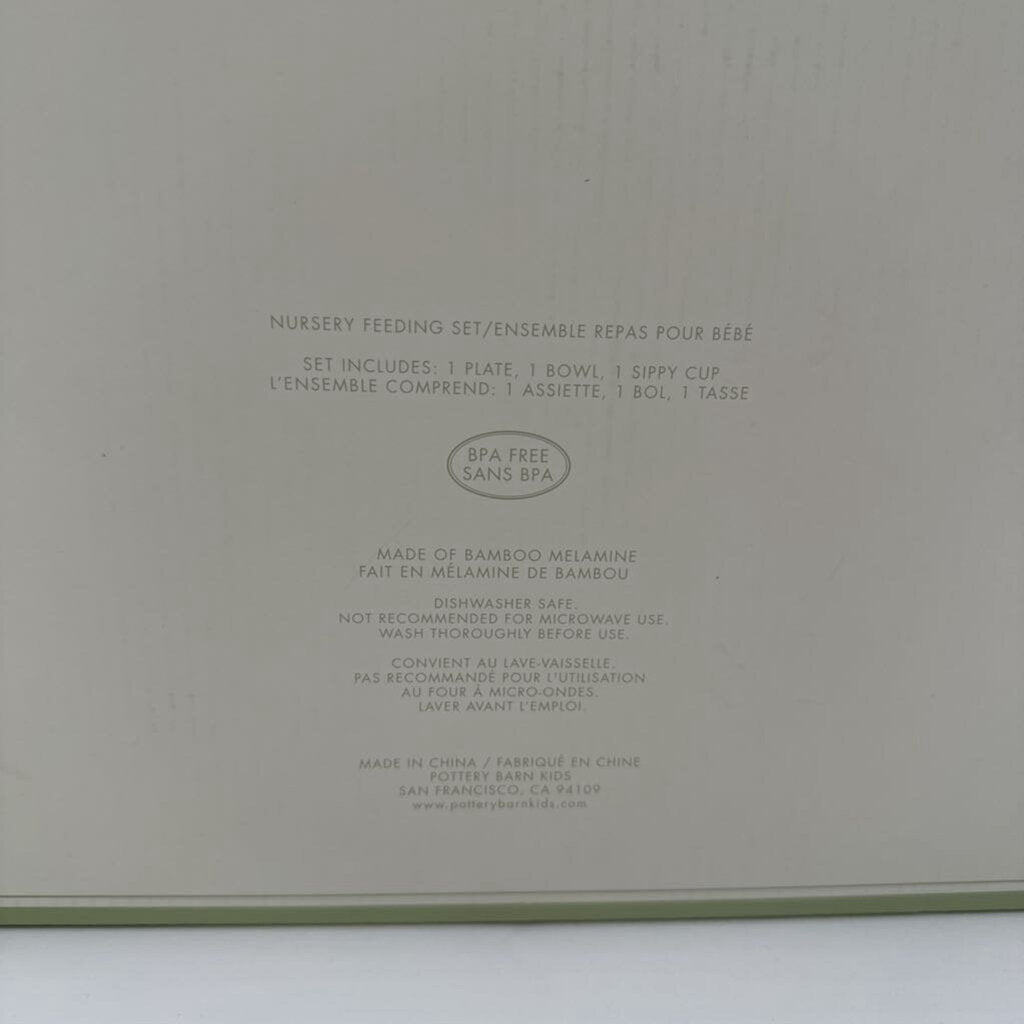 NURSERY FEEDING SET/ENSEMBLE REPAS POUR BÉBÉ
SET INCLUDES: 1 PLATE, 1 BOWL, 1 SIPPY CUP
L'ENSEMBLE COMPREND: 1 ASSIETTE, 1 BOL, 1 TASSE
BPA FREE
SANS BPA
MADE OF BAMBOO MELAMINE
FAIT EN MÉLAMINE DE BAMBOU
DISHWASHER SAFE.
NOT RECOMMENDED FOR MICROWAVE USE.
WASH THOROUGHLY BEFORE USE.
CONVIENT AU LAVE-VAISSELLE.
PAS RECOMMANDÉ POUR L'UTILISATION
AU FOUR À MICRO-ONDES.
LAVER AVANT L'EMPLOI.
MADE IN CHINA / FABRIQUÉ EN CHINE
POTTERY BARN KIDS
SAN FRANCISCO, CA 94109
www.potterybarnkids.com